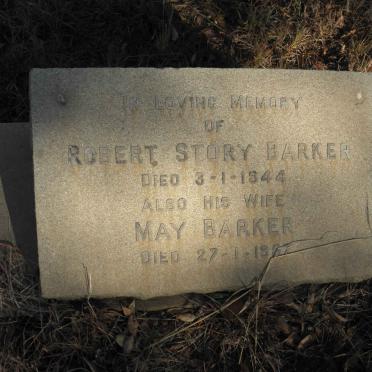 In Loving Memory
of
Robert Story Barker
Died 3-1-1944
also his wife
May Barker
Died 27-1-